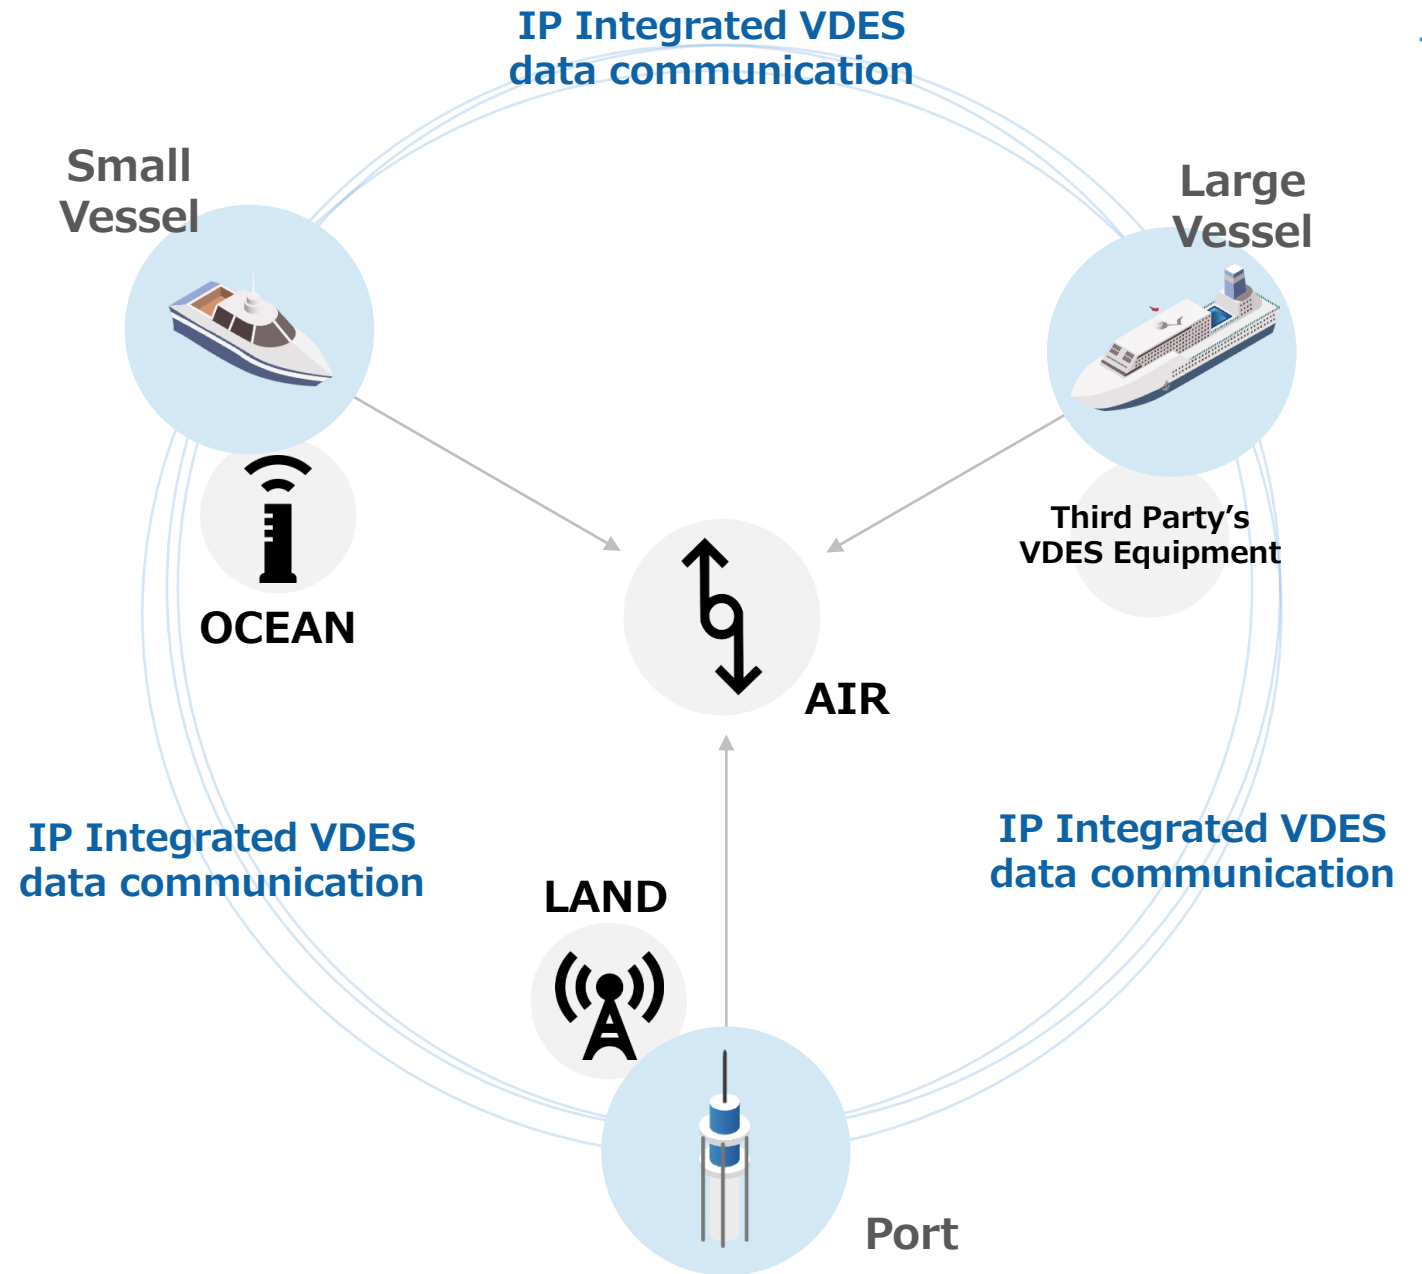 IP Integrated VDES
data communication
Small
Vessel
Large
Vessel
Third Party’s
VDES Equipment
OCEAN
AIR
IP Integrated VDES
data communication
IP Integrated VDES
data communication
LAND
Port